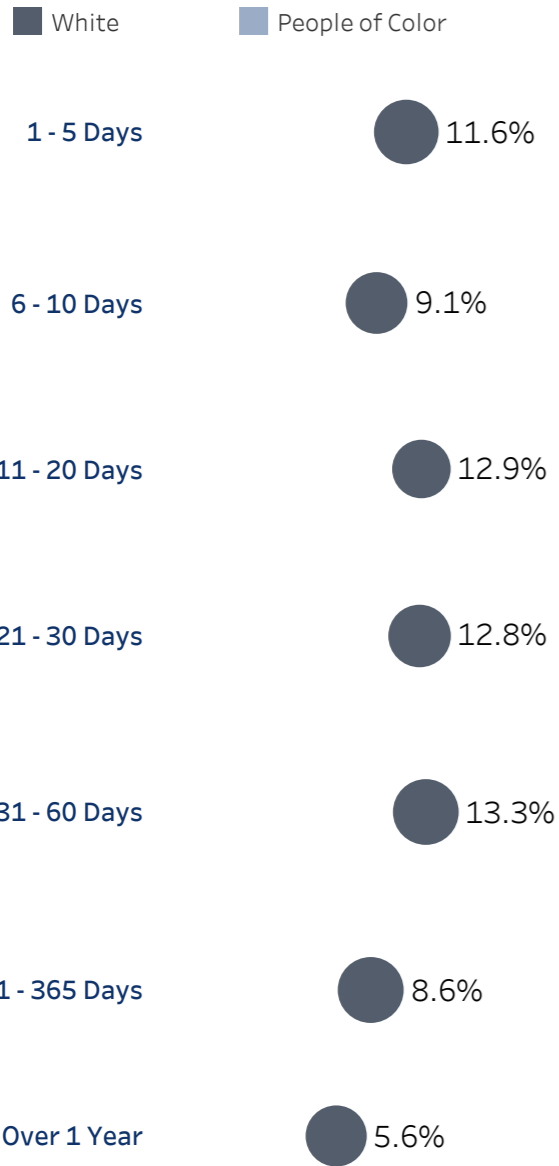 White People of Color
1 - 5 Days 11.6%
6 - 10 Days 9.1%
11 - 20 Days 12.9%
21 - 30 Days 12.8%
31 - 60 Days 13.3%
1 - 365 Days 8.6%
Over 1 Year 5.6%